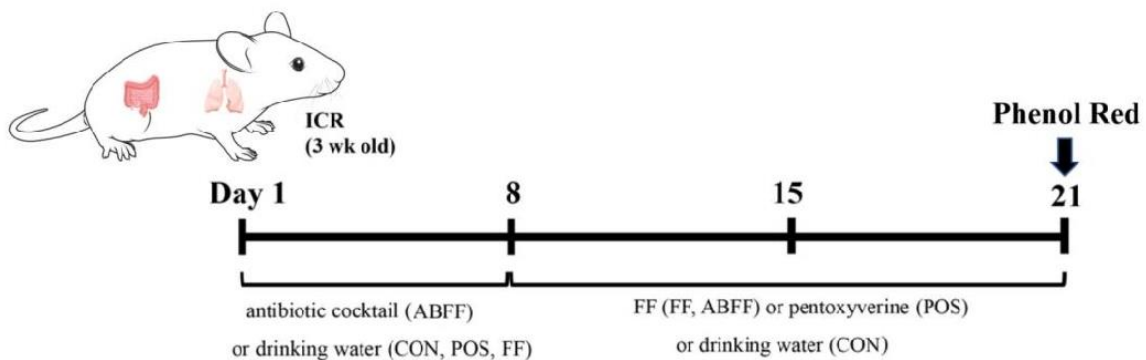 ICR
(3 wk old)
Phenol Red
Day 1 8 15 21
antibiotic cocktail (ABFF)
or drinking water (CON, POS, FF)
FF (FF, ABFF) or pentoxyverine (POS)
or drinking water (CON)